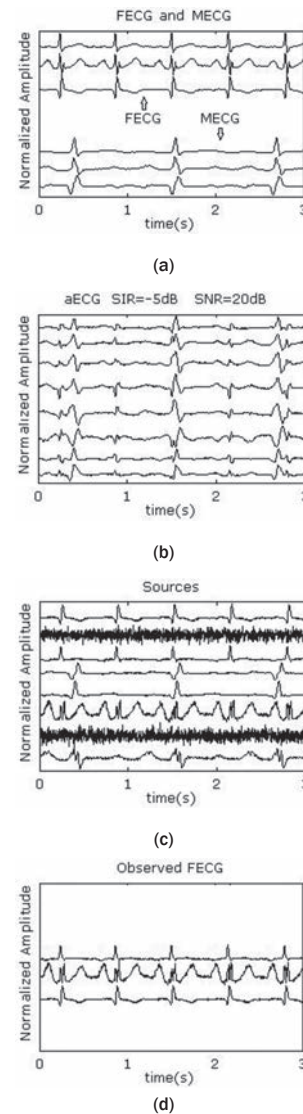 FECG and MECG
Normalized Amplitude
FECG MECG
0 1 2 3
time(s)
(a)
aECG SIR=-5dB SNR=20dB
Normalized Amplitude
0 1 2 3
time(s)
(b)
Sources
Normalized Amplitude
0 1 2 3
time(s)
(c)
Observed FECG
Normalized Amplitude
0 1 2 3
time(s)
(d)